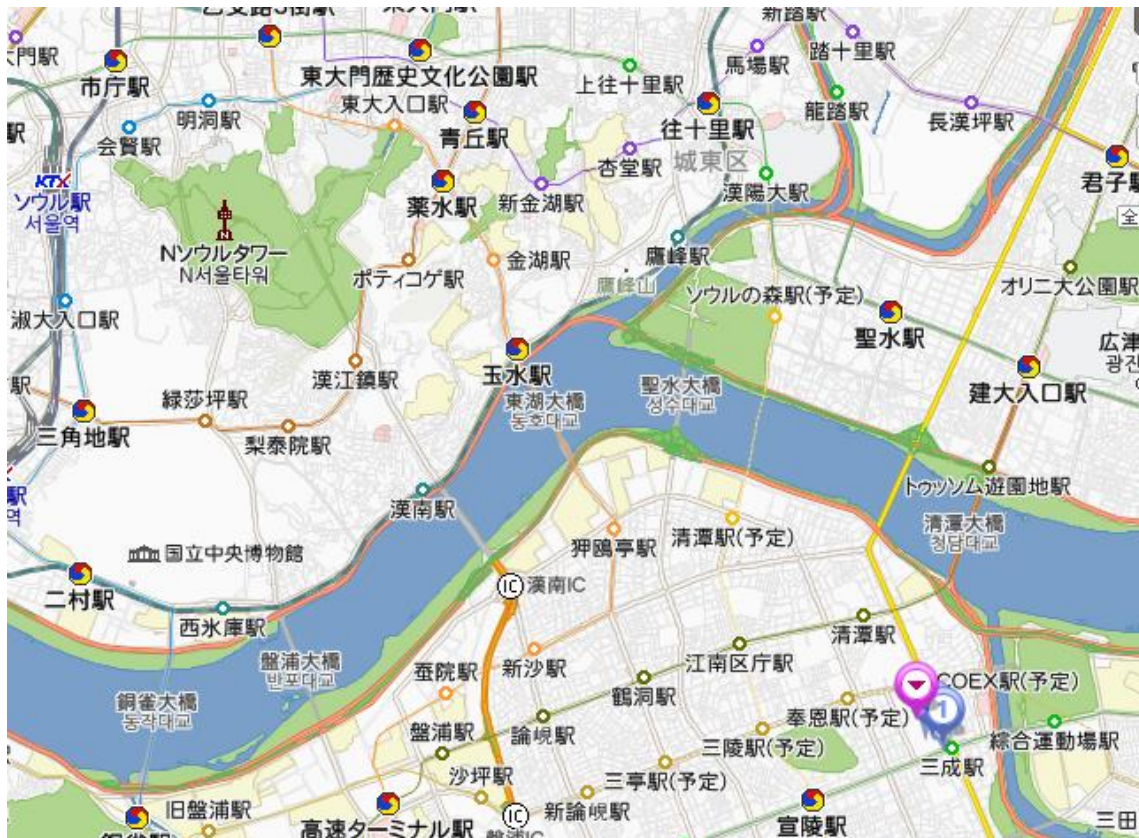 東大門歴史文化公園駅
新踏駅
踏十里駅
馬場駅
上往十里駅
市庁駅
明洞駅
東大入口駅
青丘駅
往十里駅
龍踏駅
長漢坪駅
会賢駅
杏堂駅
城東区
君子駅
KTX
ソウル駅
서울역
薬水駅
新金湖駅
漢陽大駅
全
Nソウルタワー
N서울타워
ポティコゲ駅
金湖駅
鷹峰駅
鷹峰山
ソウルの森駅(予定)
オリニ大公園駅
淑大入口駅
聖水駅
広津
광진
玉水駅
漢江鎮駅
聖水大橋
성수대교
建大入口駅
緑莎坪駅
東湖大橋
동호대교
三角地駅
梨泰院駅
駅
역
漢南駅
トゥッソム遊園地駅
清潭大橋
청담대교
国立中央博物館
狎鴎亭駅
清潭駅(予定)
二村駅
IC
漢南IC
西氷庫駅
清潭駅
盤浦大橋
반포대교
新沙駅
江南区庁駅
蚕院駅
鶴洞駅
COEX駅(予定)
銅雀大橋
동작대교
1
奉恩駅(予定)
盤浦駅
論峴駅
三陵駅(予定)
綜合運動場駅
三成駅
沙坪駅
三亭駅(予定)
旧盤浦駅
新論峴駅
IC
高速ターミナル駅
盤浦IC
宣陵駅
三田